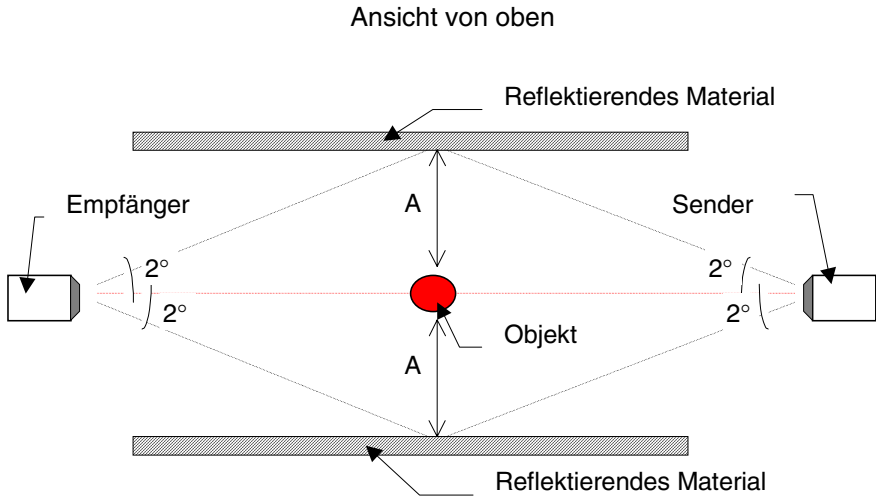 Ansicht von oben
Reflektierendes Material
A
Empfänger
Sender
2°
2°
2°
2°
Objekt
A
Reflektierendes Material